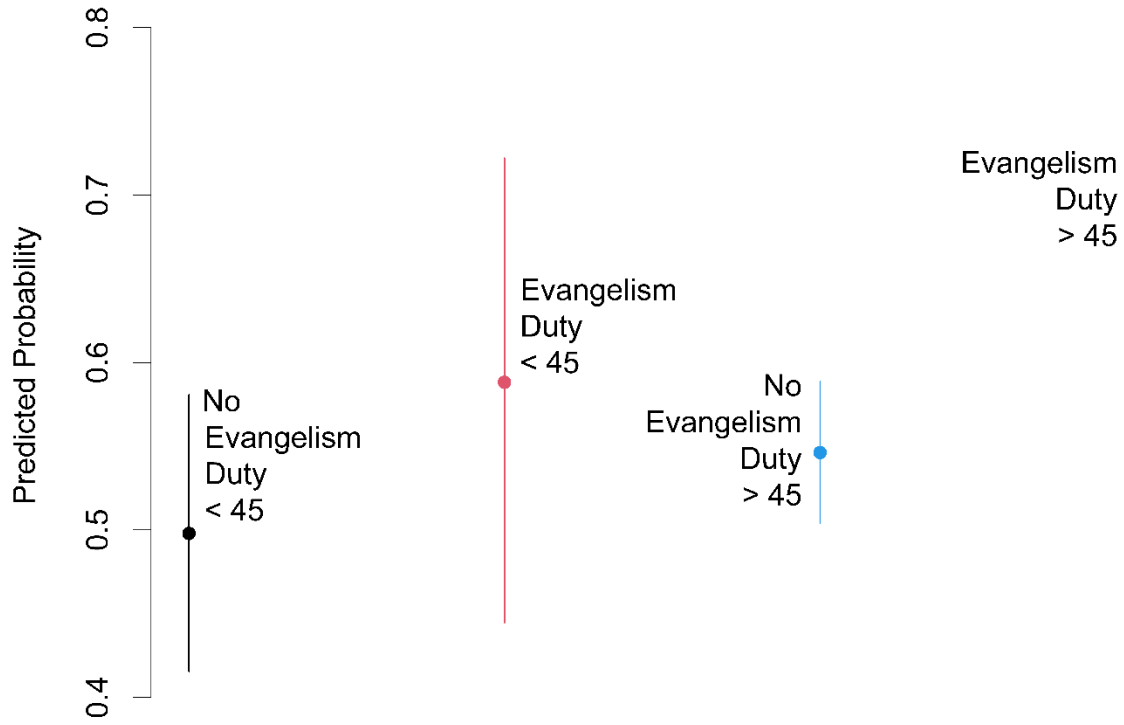 0.8
0.7
0.6
0.5
0.4
Predicted Probability
No
Evangelism
Duty
< 45
Evangelism
Duty
< 45
No
Evangelism
Duty
> 45
Evangelism
Duty
> 45